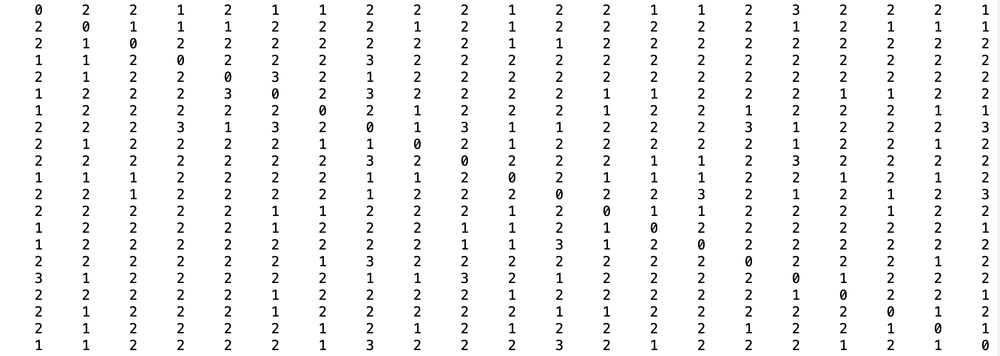 0 2 2 1 2 1 1 2 2 2 1 2 2 1 1 2 3 2 2 2 1
2 0 1 1 1 2 2 2 1 2 1 2 2 2 2 2 1 2 1 1 1
2 1 0 2 2 2 2 2 2 2 1 1 2 2 2 2 2 2 2 2 2
1 1 2 0 2 2 2 3 2 2 2 2 2 2 2 2 2 2 2 2 2
2 1 2 2 0 3 2 1 2 2 2 2 2 2 2 2 2 2 2 2 2
1 2 2 2 3 0 2 3 2 2 2 2 1 1 2 2 2 1 1 2 2
1 2 2 2 2 2 0 2 1 2 2 2 1 2 2 1 2 2 2 1 1
2 2 2 3 1 3 2 0 1 3 1 1 2 2 2 3 1 2 2 2 3
2 1 2 2 2 2 1 1 0 2 1 2 2 2 2 2 1 2 2 1 2
2 2 2 2 2 2 2 3 2 0 2 2 2 1 1 2 3 2 2 2 2
1 1 1 2 2 2 2 1 1 2 0 2 1 1 1 2 2 1 2 1 2
2 2 1 2 2 2 2 1 2 2 2 0 2 2 3 2 1 2 1 2 3
2 2 2 2 2 1 1 2 2 2 1 2 0 1 1 2 2 2 1 2 2
1 2 2 2 2 1 2 2 2 1 1 2 1 0 2 2 2 2 2 2 1
1 2 2 2 2 2 2 2 2 1 1 3 1 2 0 2 2 2 2 2 2
2 2 2 2 2 2 1 3 2 2 2 2 2 2 2 0 2 2 2 1 2
3 1 2 2 2 2 2 1 1 3 2 1 2 2 2 2 0 1 2 2 2
2 2 2 2 2 1 2 2 2 2 1 2 2 2 2 2 1 0 2 2 1
2 1 2 2 2 1 2 2 2 2 2 1 1 2 2 2 2 2 0 1 2
2 1 2 2 2 2 1 2 1 2 1 2 2 2 2 1 2 2 1 0 1
1 1 2 2 2 2 1 3 2 2 2 3 2 1 2 2 2 1 2 1 0